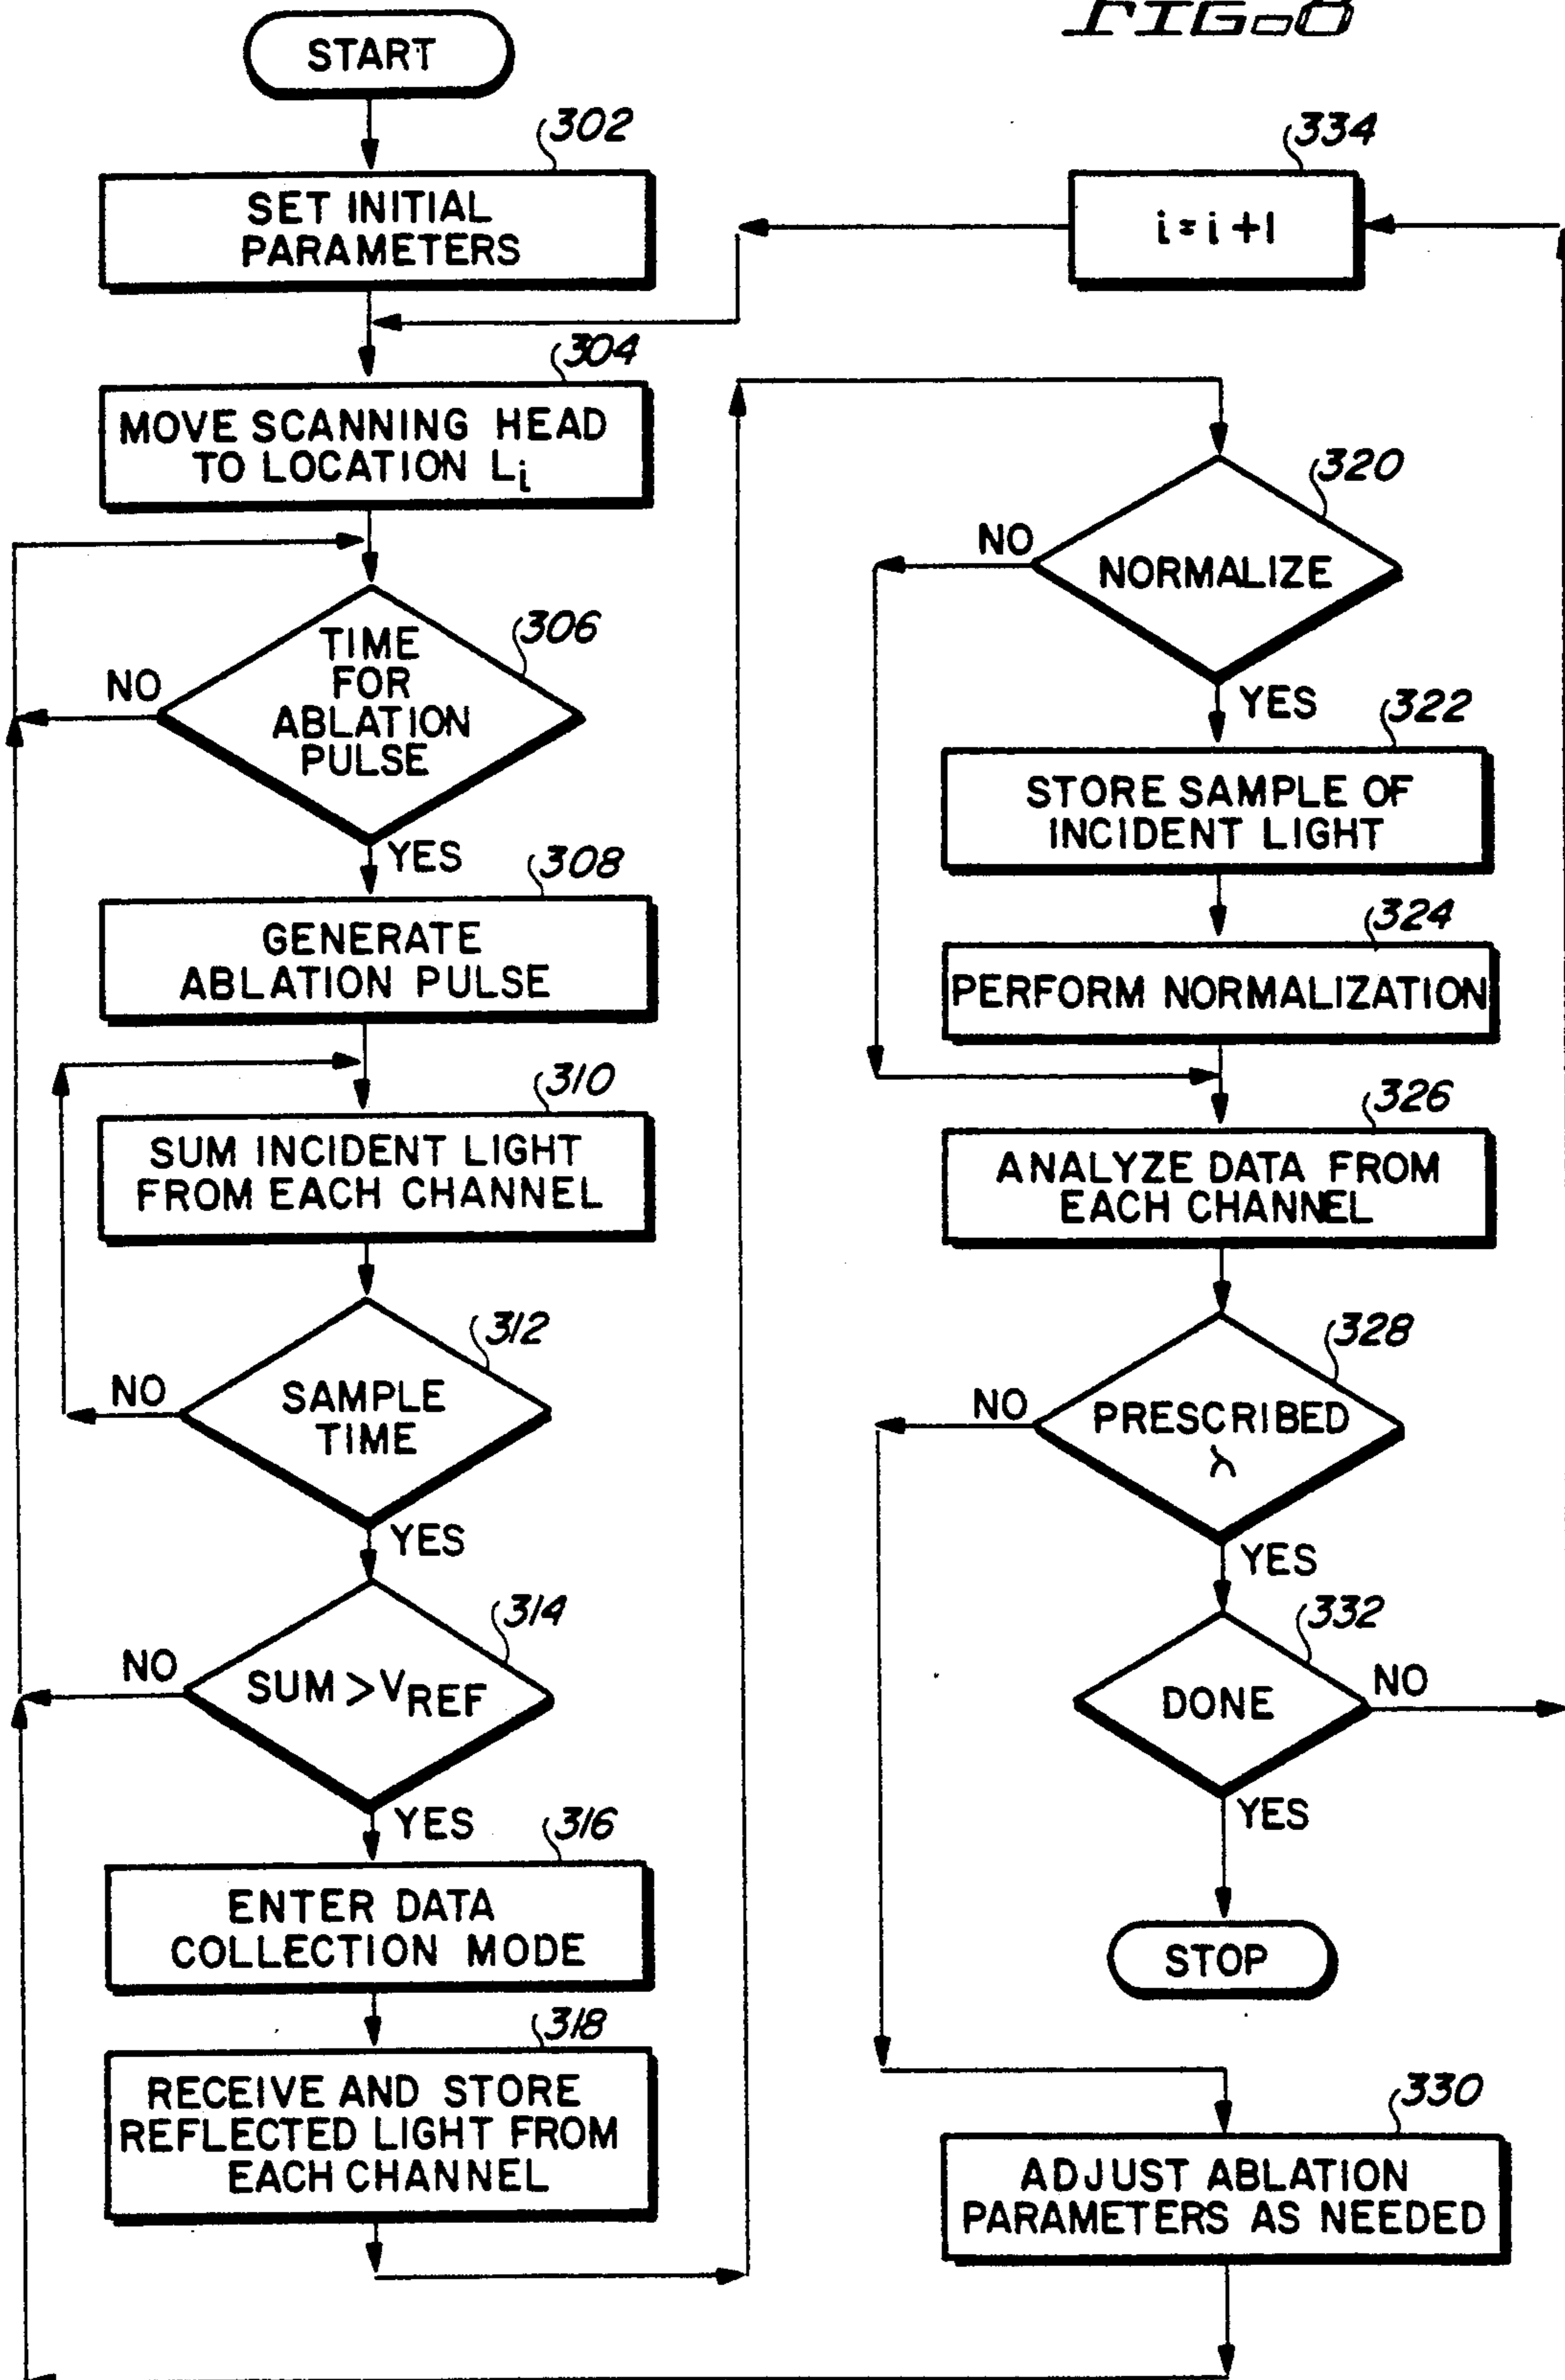 FIG. 8
START
302
SET INITIAL
PARAMETERS
304
MOVE SCANNING HEAD
TO LOCATION Li
306
TIME
FOR
ABLATION
PULSE
NO
YES
308
GENERATE
ABLATION PULSE
310
SUM INCIDENT LIGHT
FROM EACH CHANNEL
312
SAMPLE
TIME
NO
YES
314
SUM > VREF
NO
YES
316
ENTER DATA
COLLECTION MODE
318
RECEIVE AND STORE
REFLECTED LIGHT FROM
EACH CHANNEL
334
i = i + 1
320
NORMALIZE
NO
YES
322
STORE SAMPLE OF
INCIDENT LIGHT
324
PERFORM NORMALIZATION
326
ANALYZE DATA FROM
EACH CHANNEL
328
PRESCRIBED
λ
NO
YES
332
DONE
NO
YES
STOP
330
ADJUST ABLATION
PARAMETERS AS NEEDED